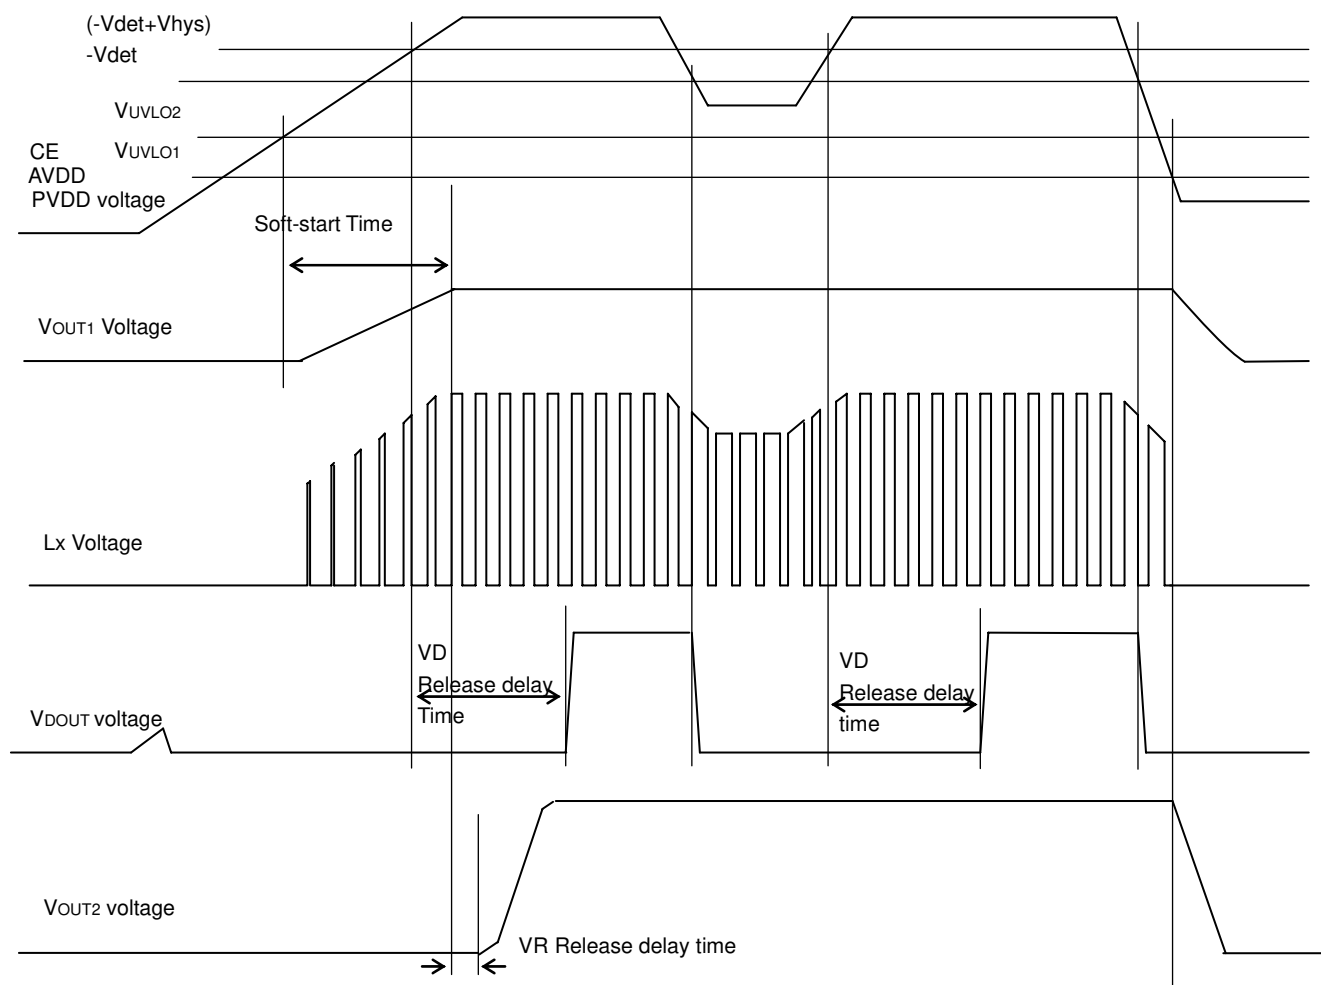 (-Vdet+Vhys)
-Vdet
VUVLO2
CE VUVLO1
AVDD
PVDD voltage
Soft-start Time
VOUT1 Voltage
Lx Voltage
VD
Release delay
Time
VD
Release delay
time
VDOUT voltage
VOUT2 voltage
VR Release delay time